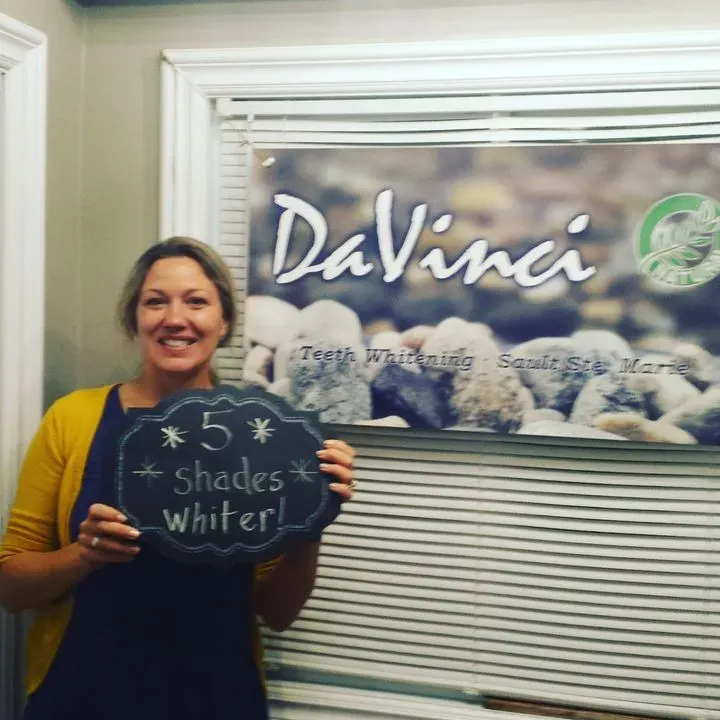 DaVinci
Teeth Whitening · Sault Ste. Marie
5
shades
whiter!